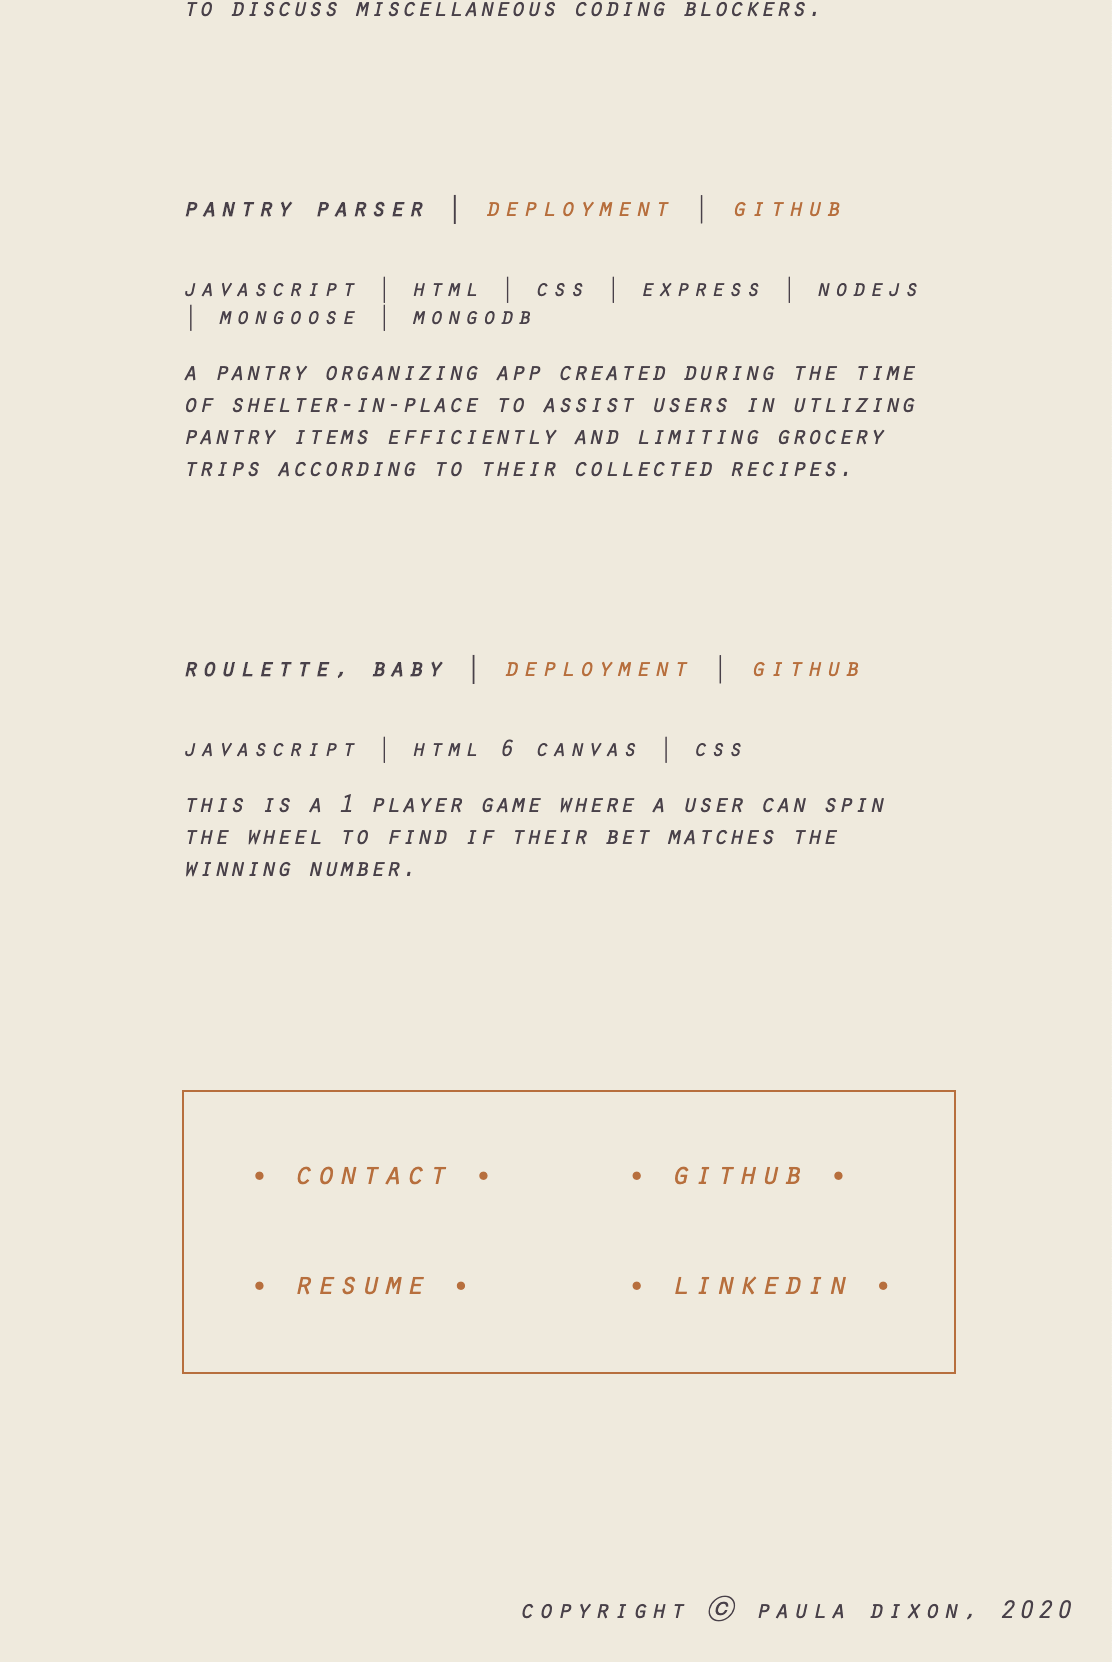 TO DISCUSS MISCELLANEOUS CODING BLOCKERS.
PANTRY PARSER | DEPLOYMENT | GITHUB
JAVASCRIPT | HTML | CSS | EXPRESS | NODEJS
| MONGOOSE | MONGODB
A PANTRY ORGANIZING APP CREATED DURING THE TIME
OF SHELTER-IN-PLACE TO ASSIST USERS IN UTLIZING
PANTRY ITEMS EFFICIENTLY AND LIMITING GROCERY
TRIPS ACCORDING TO THEIR COLLECTED RECIPES.
ROULETTE, BABY | DEPLOYMENT | GITHUB
JAVASCRIPT | HTML 6 CANVAS | CSS
THIS IS A 1 PLAYER GAME WHERE A USER CAN SPIN
THE WHEEL TO FIND IF THEIR BET MATCHES THE
WINNING NUMBER.
• CONTACT • • GITHUB •
• RESUME • • LINKEDIN •
COPYRIGHT © PAULA DIXON, 2020